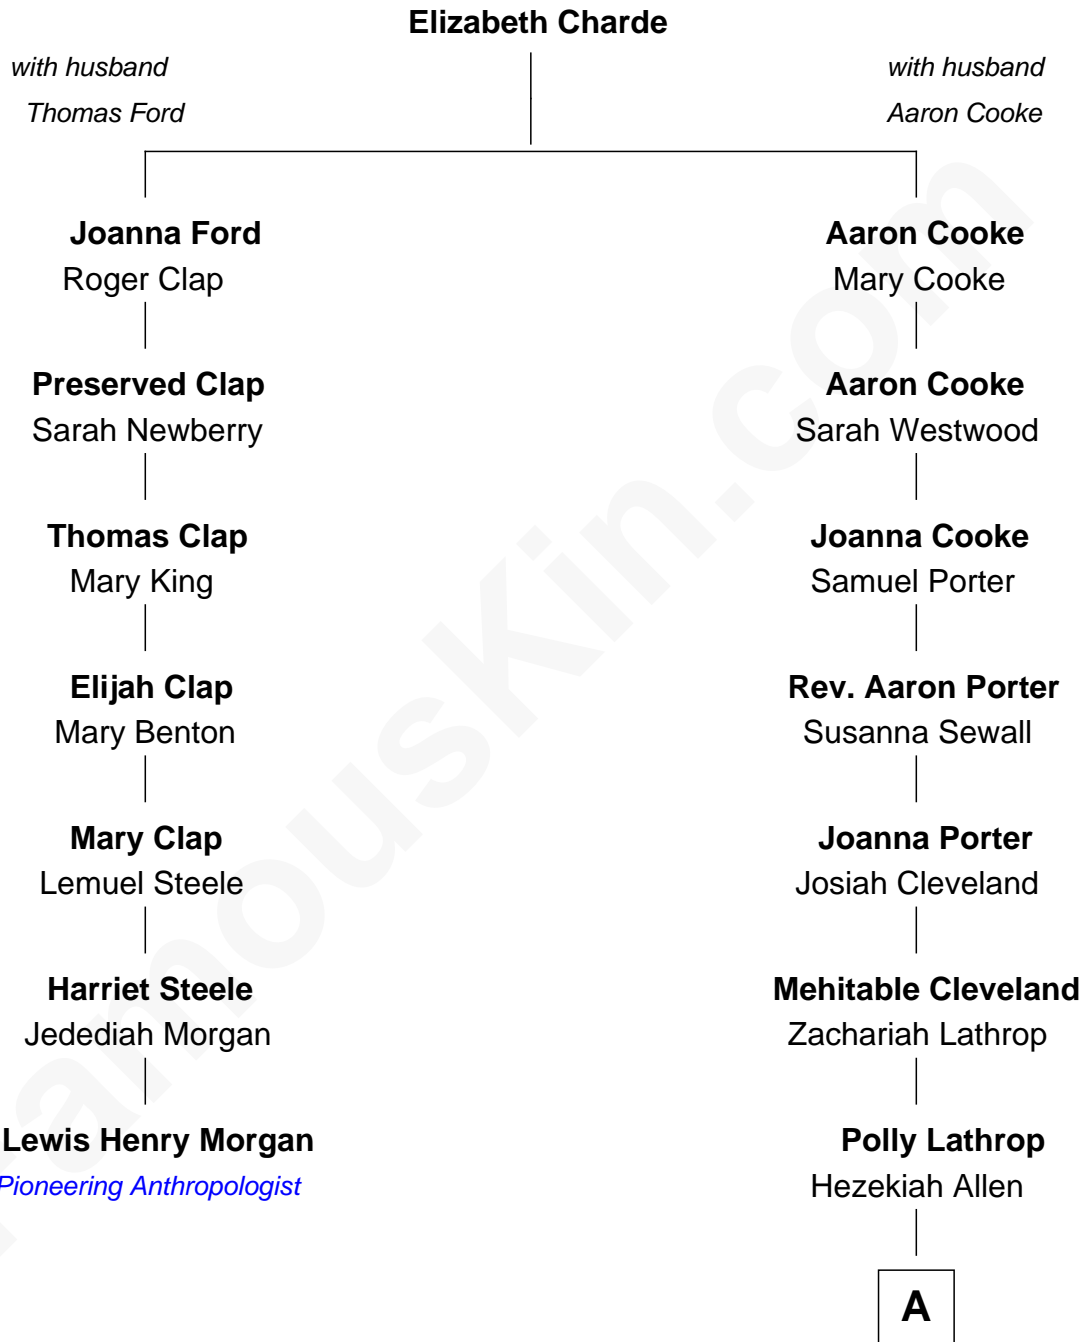 Elizabeth Charde
with husband
Thomas Ford
with husband
Aaron Cooke
Joanna Ford
Roger Clap
Aaron Cooke
Mary Cooke
Preserved Clap
Sarah Newberry
Aaron Cooke
Sarah Westwood
Thomas Clap
Mary King
Joanna Cooke
Samuel Porter
Elijah Clap
Mary Benton
Rev. Aaron Porter
Susanna Sewall
Mary Clap
Lemuel Steele
Joanna Porter
Josiah Cleveland
Harriet Steele
Jedediah Morgan
Mehitable Cleveland
Zachariah Lathrop
Lewis Henry Morgan
Pioneering Anthropologist
Polly Lathrop
Hezekiah Allen
A
FamousKin.com